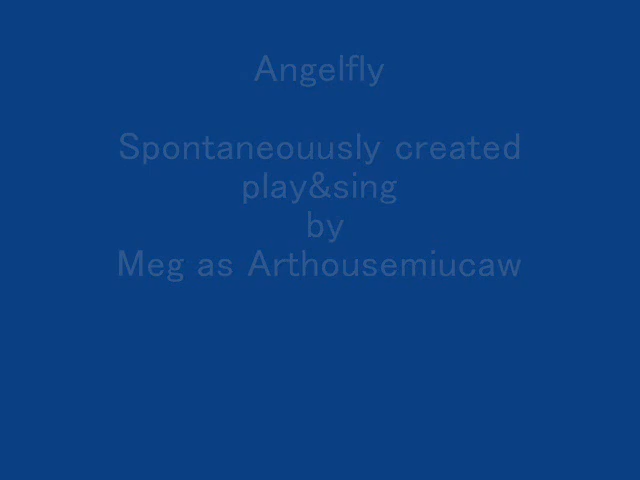 Angelfly
Spontaneouusly created
play&sing
by
Meg as Arthousemiucaw